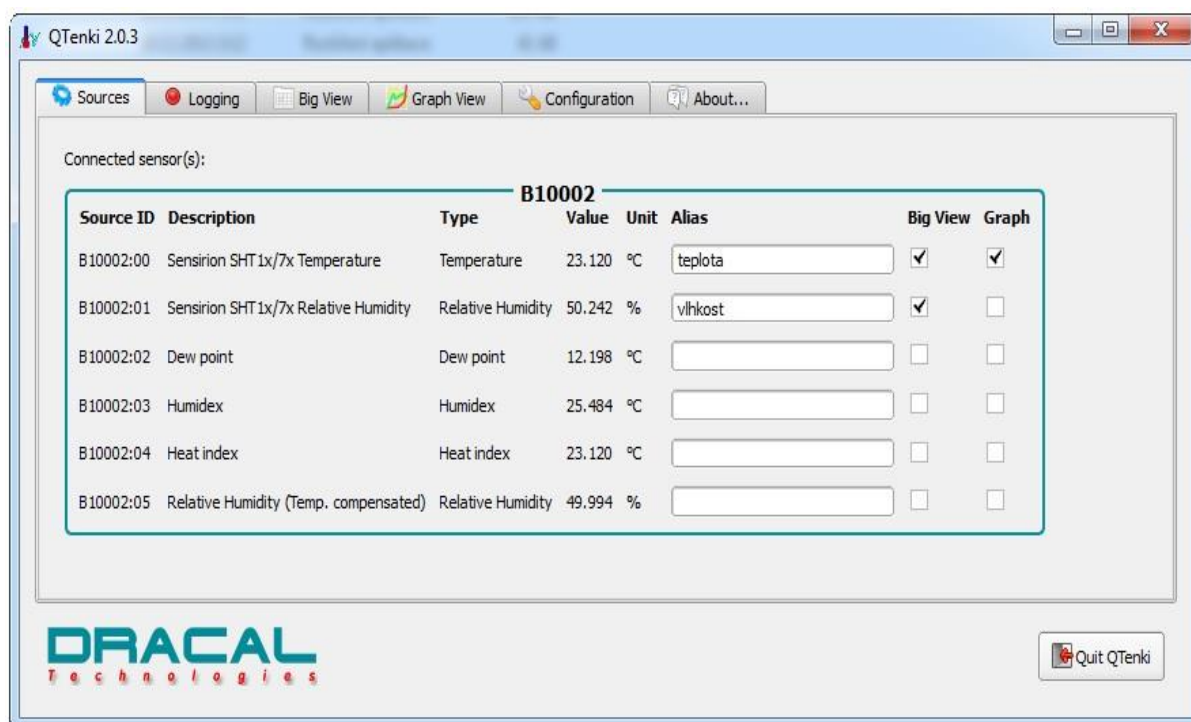 QTenki 2.0.3
Sources Logging Big View Graph View Configuration About...
Connected sensor(s):
B10002
Source ID Description Type Value Unit Alias Big View Graph
B10002:00 Sensirion SHT1x/7x Temperature Temperature 23.120 °C teplota
B10002:01 Sensirion SHT1x/7x Relative Humidity Relative Humidity 50.242 % vlhkost
B10002:02 Dew point Dew point 12.198 °C
B10002:03 Humidex Humidex 25.484 °C
B10002:04 Heat index Heat index 23.120 °C
B10002:05 Relative Humidity (Temp. compensated) Relative Humidity 49.994 %
DRACAL
Technologies
Quit QTenki